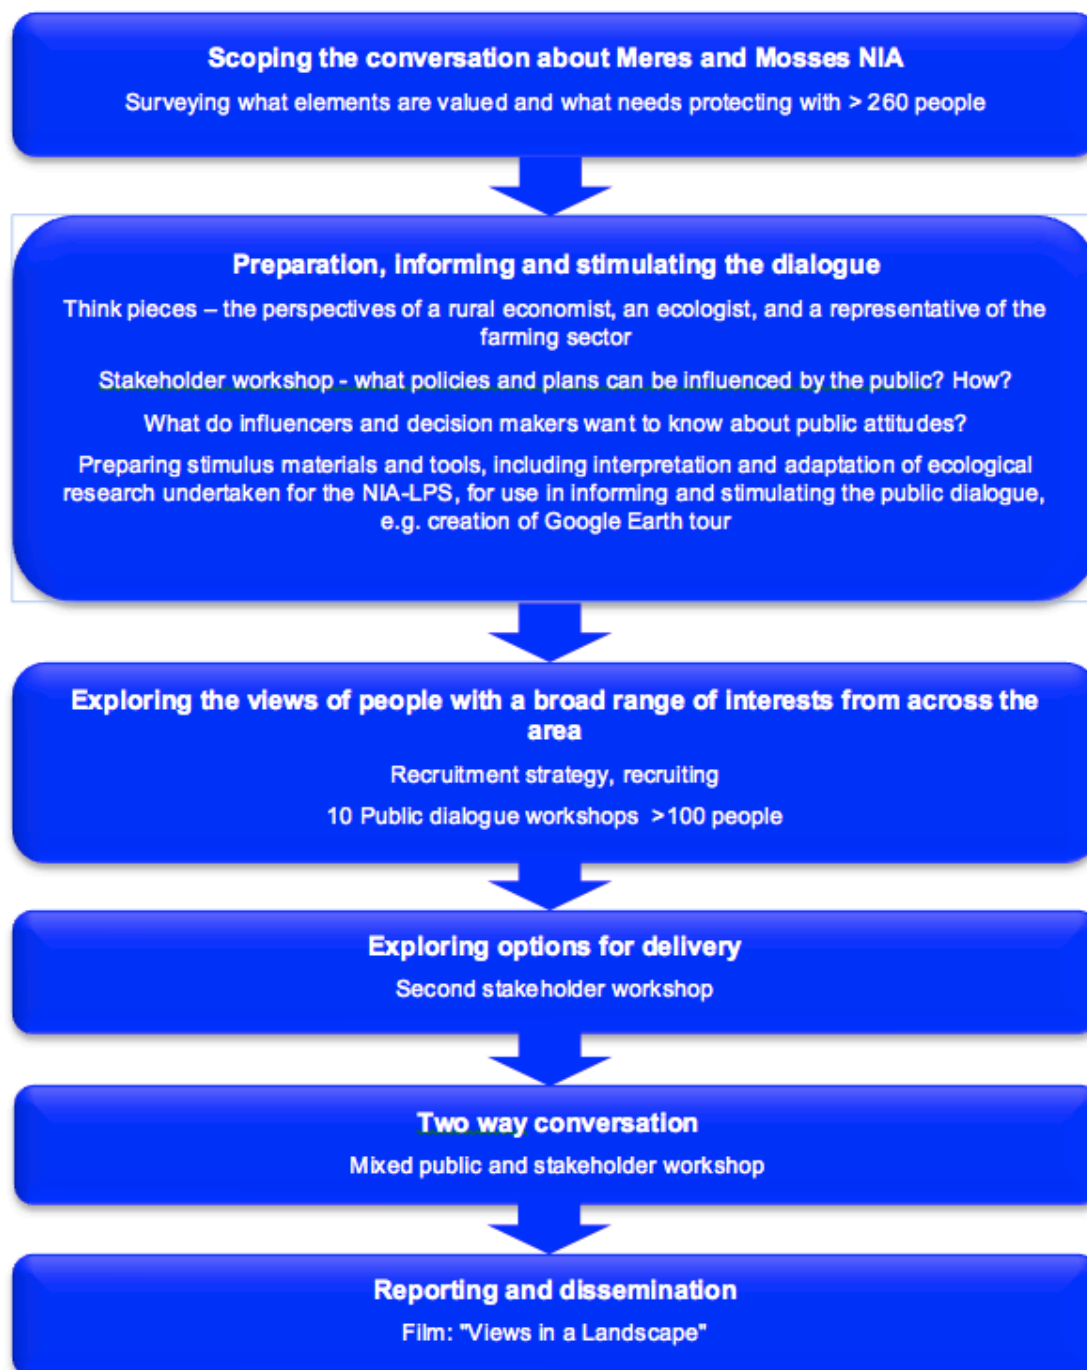 Scoping the conversation about Meres and Mosses NIA
Surveying what elements are valued and what needs protecting with > 260 people
Preparation, informing and stimulating the dialogue
Think pieces – the perspectives of a rural economist, an ecologist, and a representative of the
farming sector
Stakeholder workshop - what policies and plans can be influenced by the public? How?
What do influencers and decision makers want to know about public attitudes?
Preparing stimulus materials and tools, including interpretation and adaptation of ecological
research undertaken for the NIA-LPS, for use in informing and stimulating the public dialogue,
e.g. creation of Google Earth tour
Exploring the views of people with a broad range of interests from across the
area
Recruitment strategy, recruiting
10 Public dialogue workshops >100 people
Exploring options for delivery
Second stakeholder workshop
Two way conversation
Mixed public and stakeholder workshop
Reporting and dissemination
Film: "Views in a Landscape"